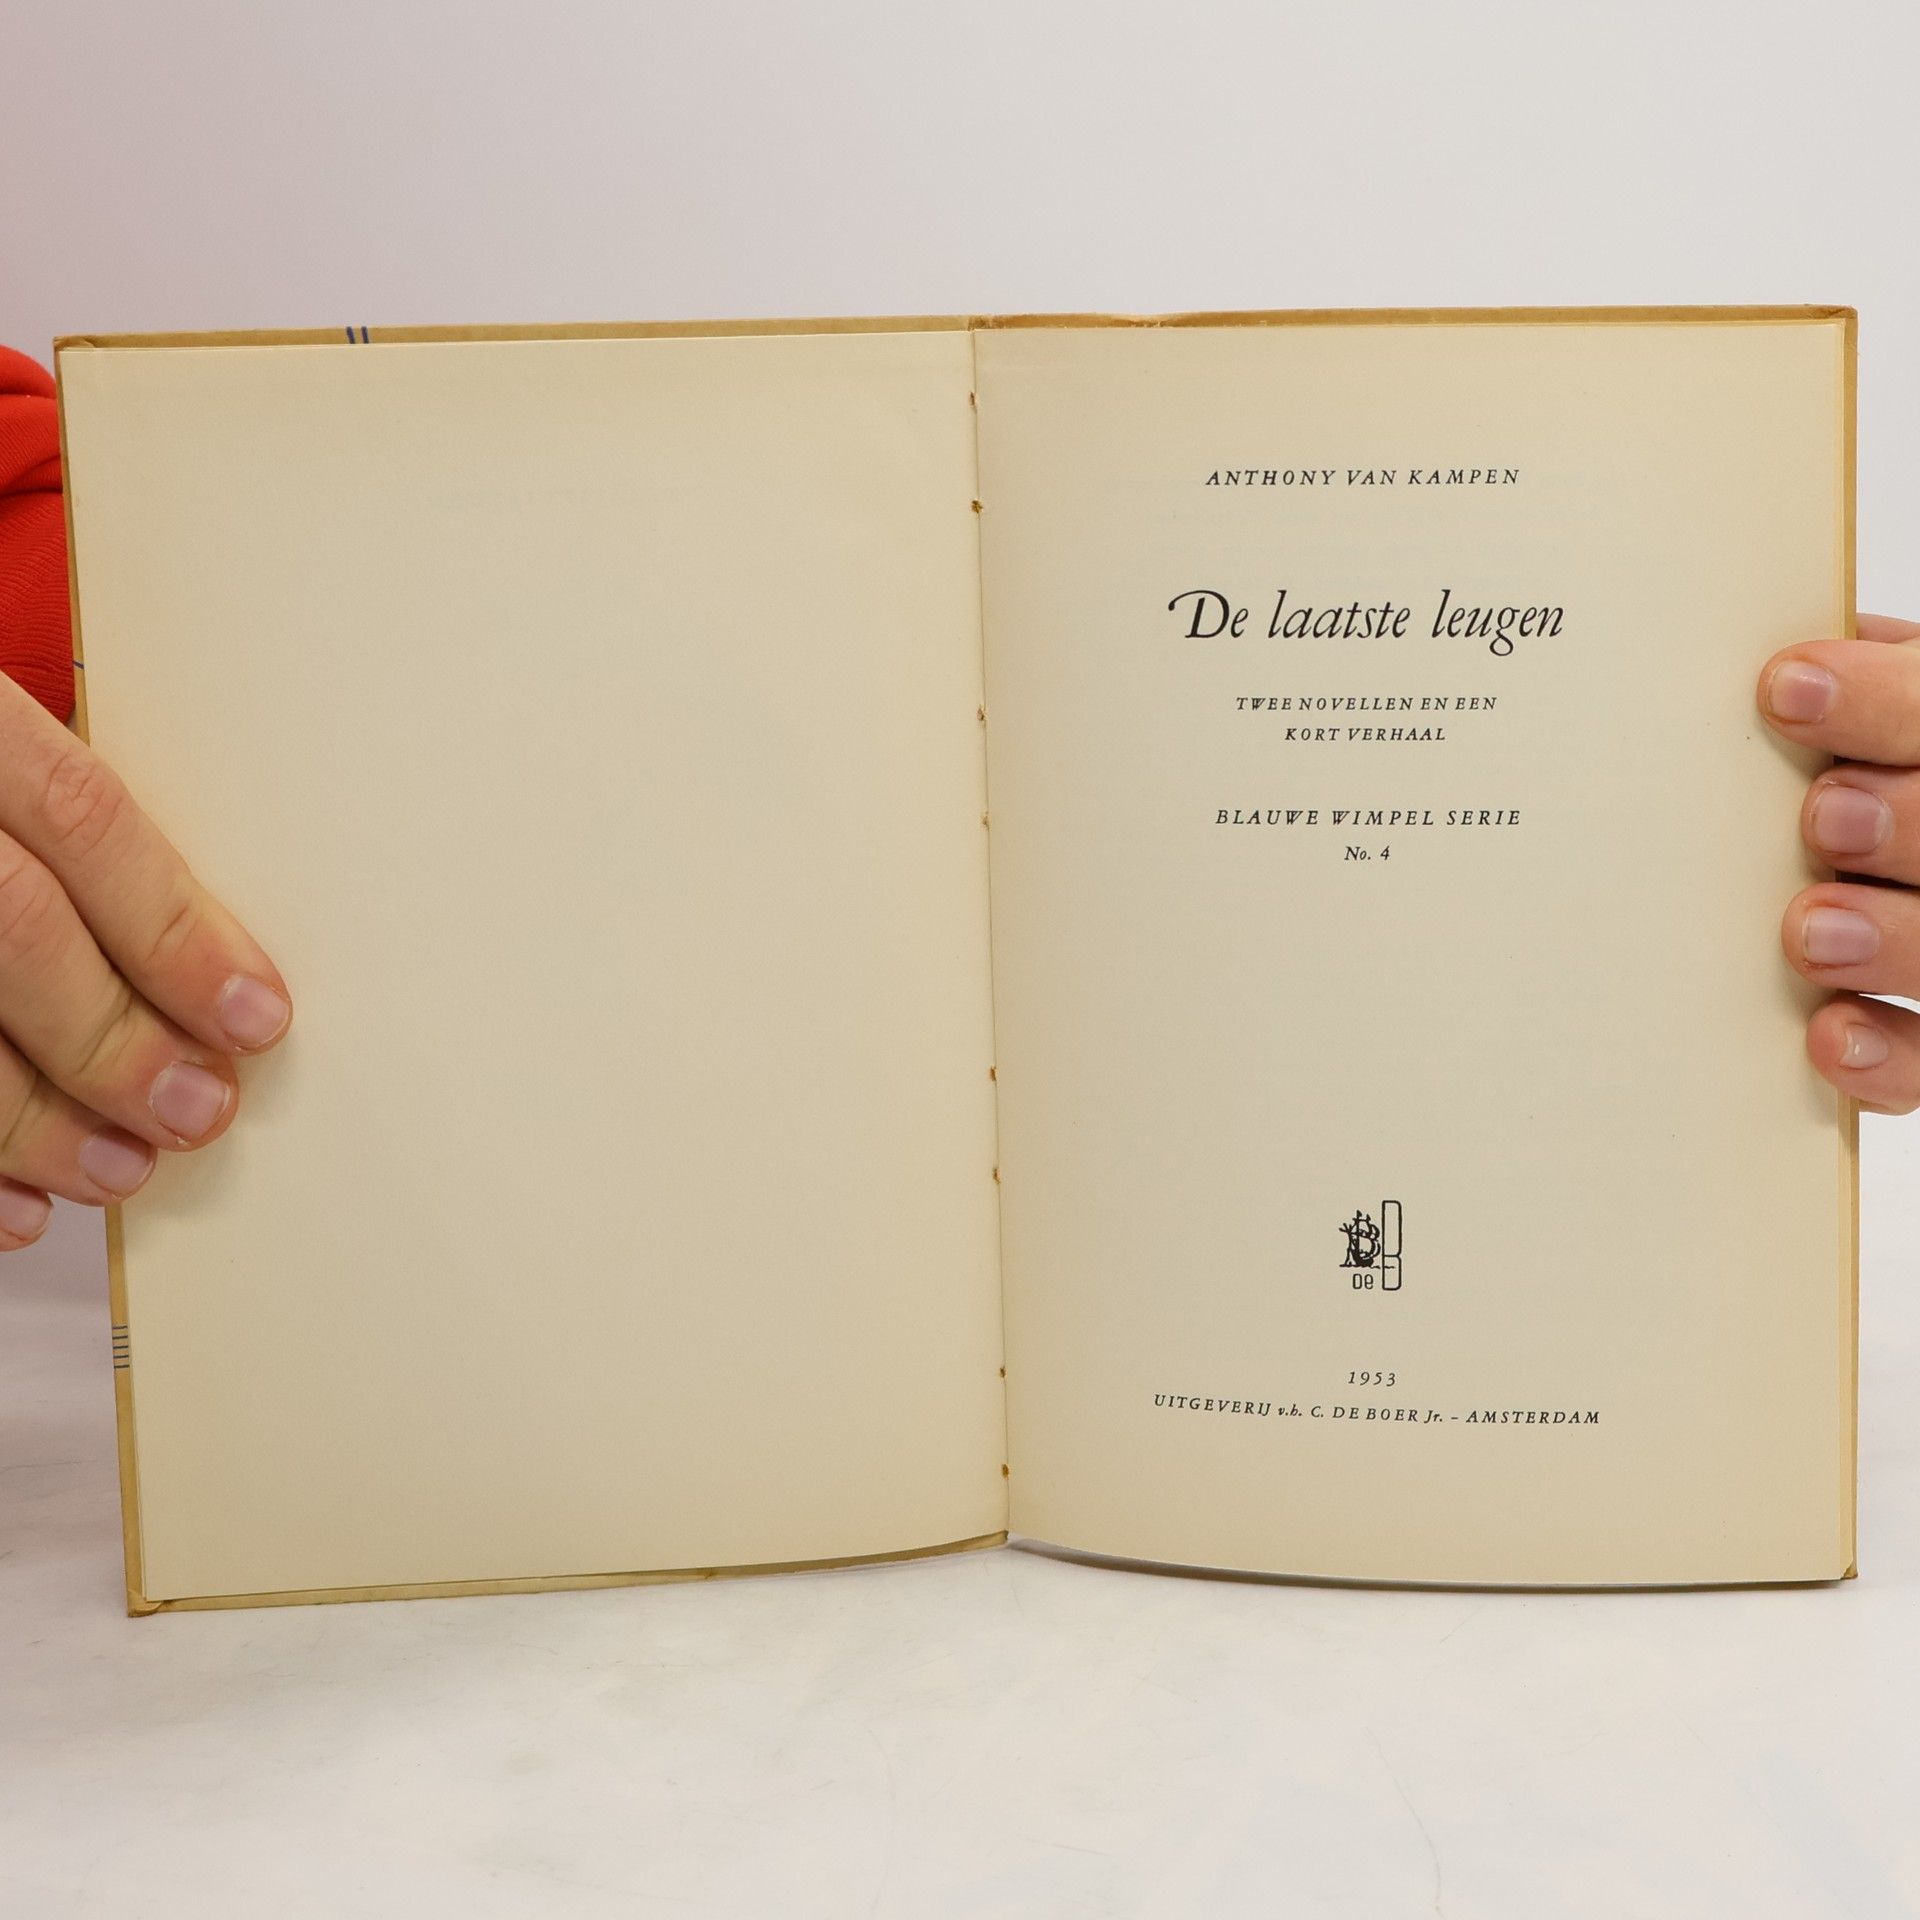 ANTHONY VAN KAMPEN
De laatste leugen
TWEE NOVELLEN EN EEN
KORT VERHAAL
BLAUWE WIMPEL SERIE
No. 4
B
De B
1953
UITGEVERIJ v.h. C. DE BOER Jr. – AMSTERDAM